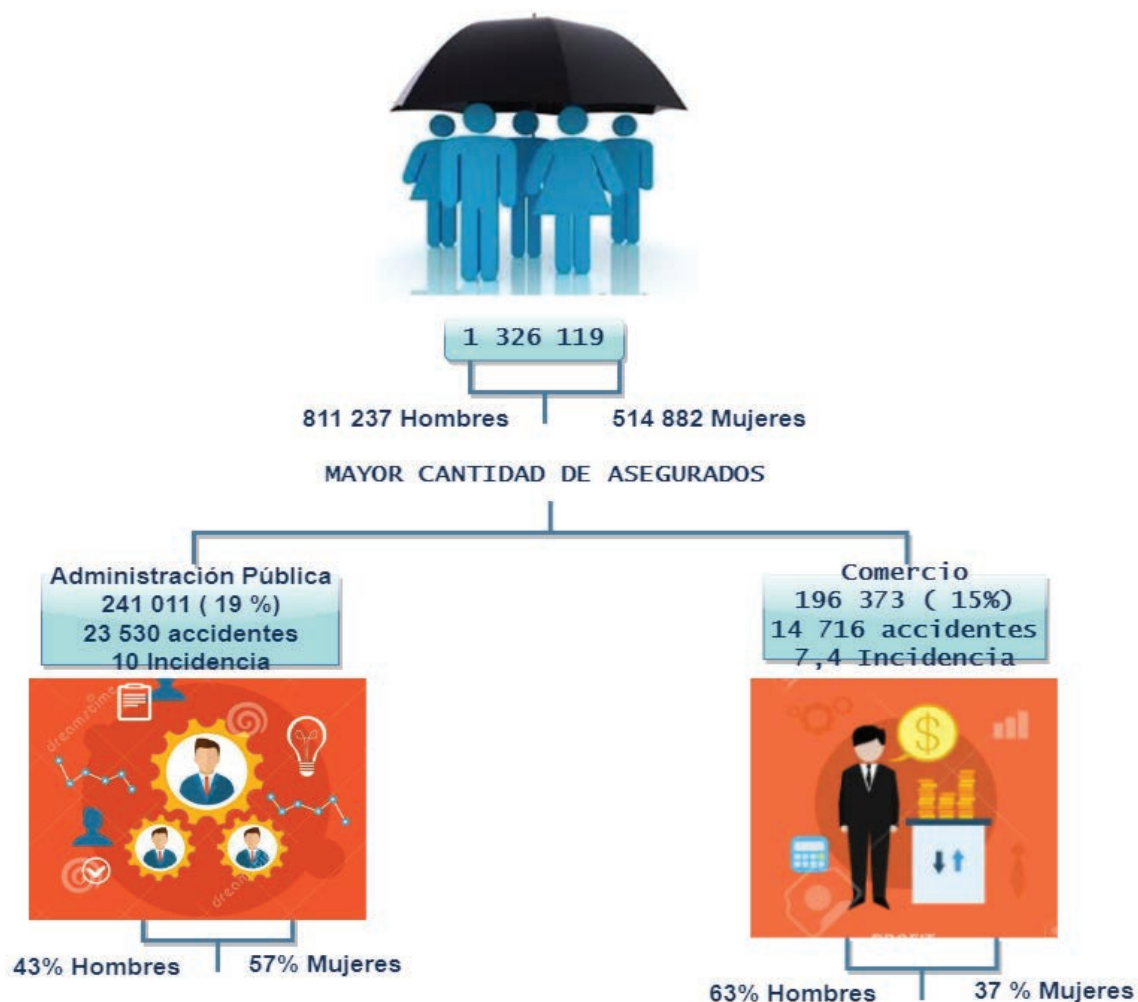 1 326 119
811 237 Hombres
514 882 Mujeres
MAYOR CANTIDAD DE ASEGURADOS
Administración Pública
241 011 ( 19 %)
23 530 accidentes
10 Incidencia
Comercio
196 373 ( 15%)
14 716 accidentes
7,4 Incidencia
dreamstime
dreamstime
$
43% Hombres
57% Mujeres
63% Hombres
37 % Mujeres